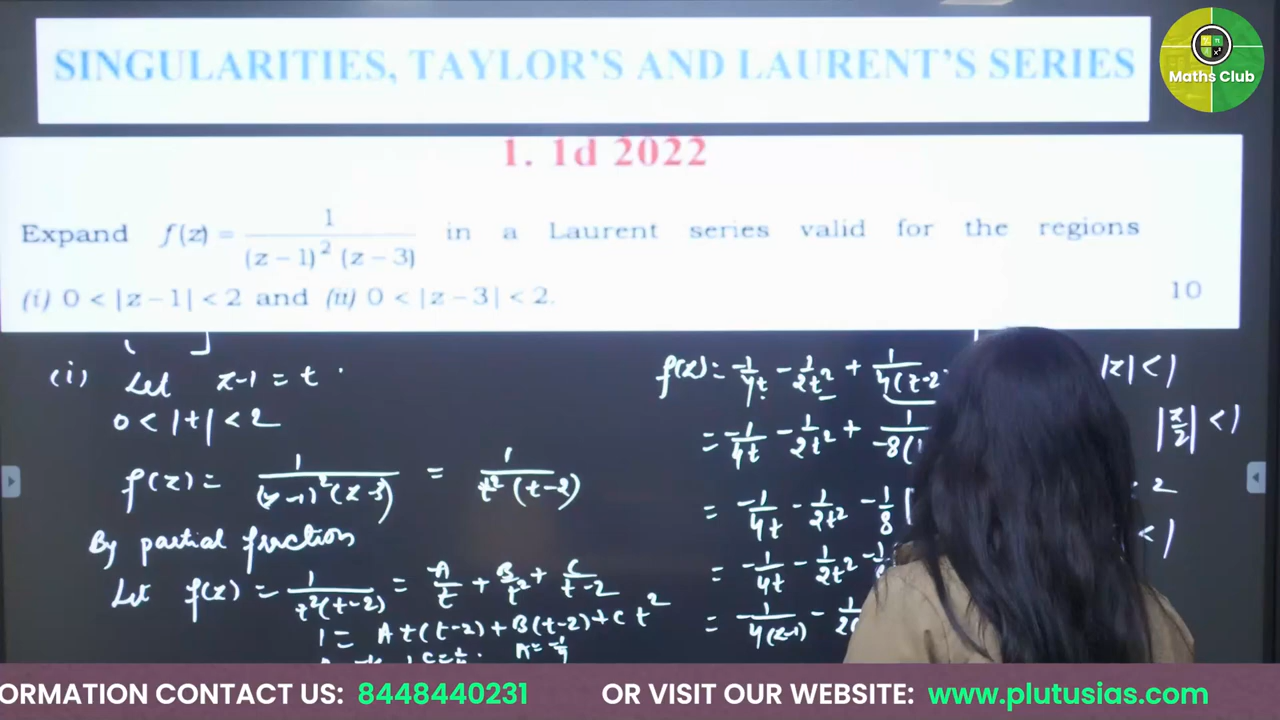 SINGULARITIES, TAYLOR'S AND LAURENT'S SERIES
Maths Club
1. 1d 2022
Expand f(z) = 1/((z – 1)² (z – 3)) in a Laurent series valid for the regions
(i) 0 < |z – 1| < 2 and (ii) 0 < |z – 3| < 2.
10
(i) Let z-1 = t
0 < |t| < 2
f(z) = 1/((z-1)²(z-3)) = 1/(t²(t-2))
By partial fraction
Let f(z) = 1/(t²(t-2)) = A/t + B/t² + C/(t-2)
1 = At(t-2) + B(t-2) + Ct²
A = -1/4
f(z) = -1/4t - 1/2t² + 1/4(t-2
= -1/4t - 1/2t² + 1/-8(1
= -1/4t - 1/2t² - 1/8
= -1/4t - 1/2t²
= 1/4(z-1) -
|z| < 1
|z/2| < 1
2
< 1
ORMATION CONTACT US: 8448440231 OR VISIT OUR WEBSITE: www.plutusias.com